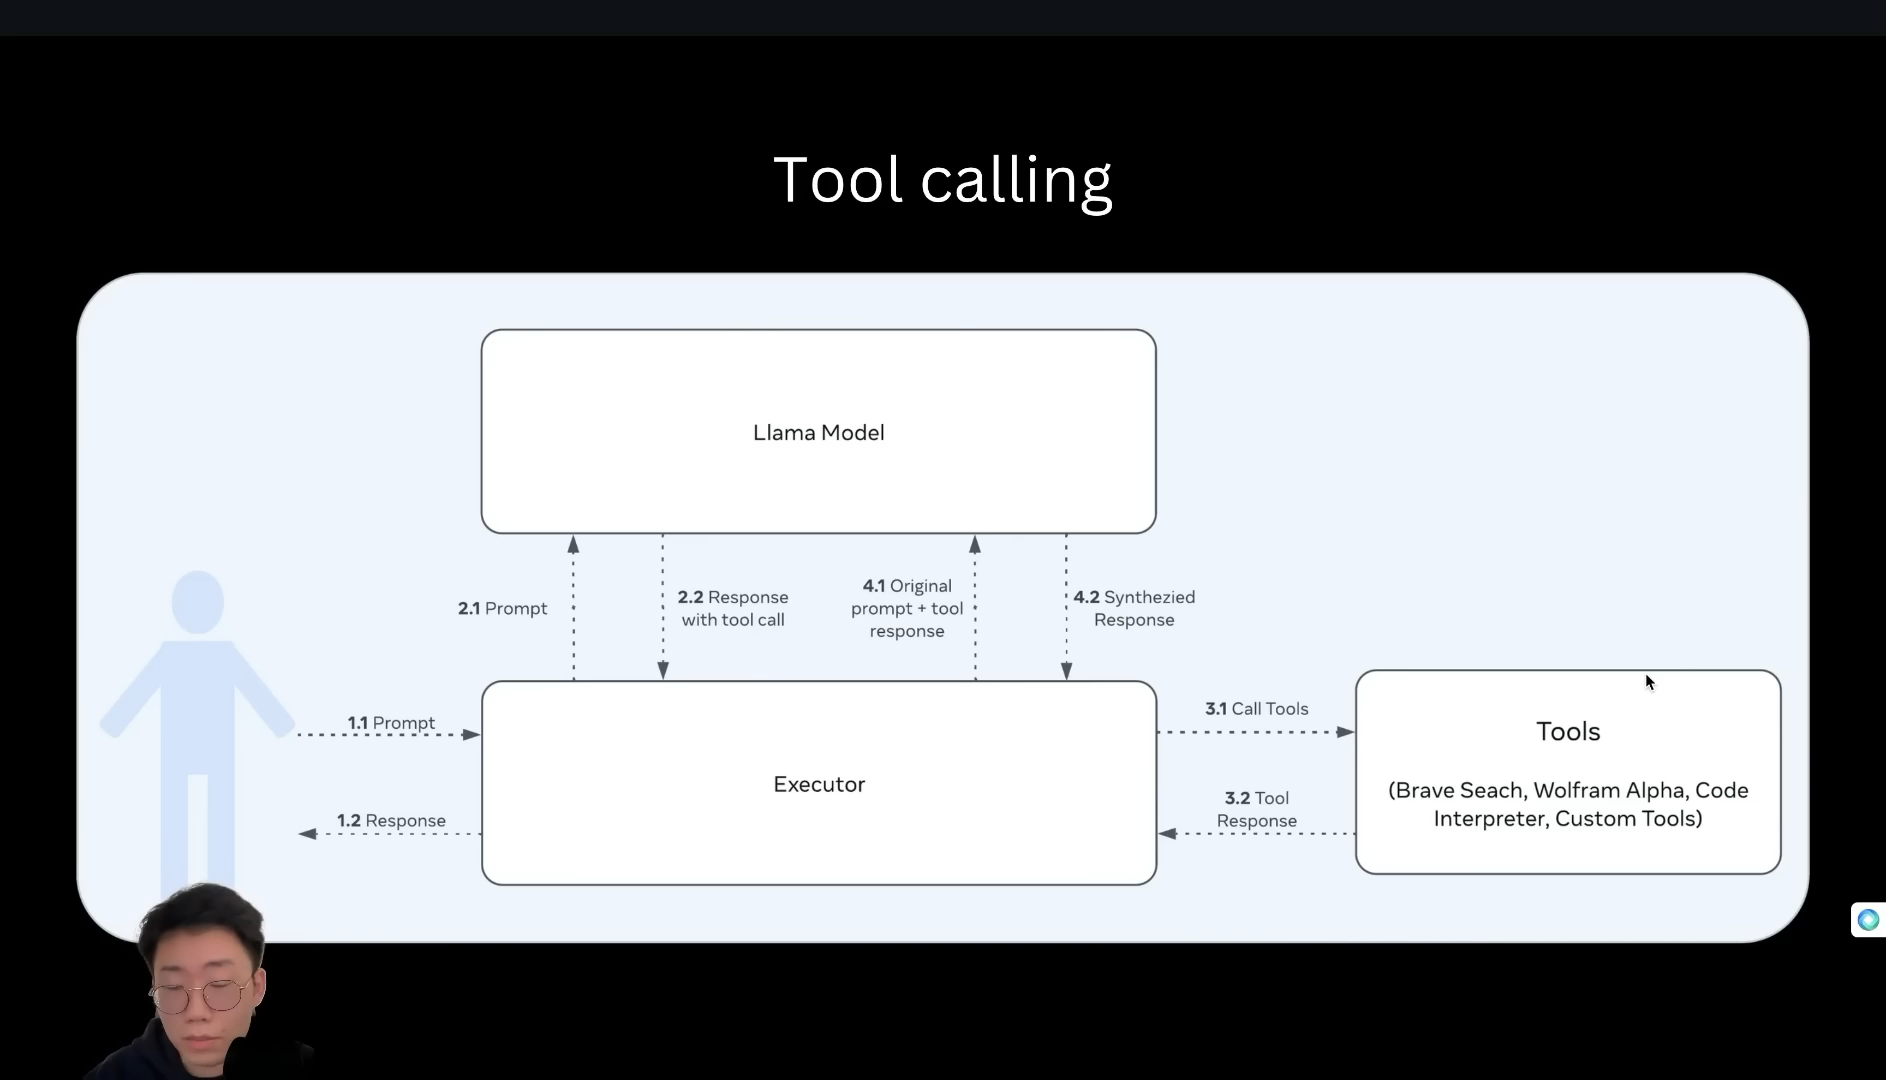 Tool calling
Llama Model
2.1 Prompt
2.2 Response
with tool call
4.1 Original
prompt + tool
response
4.2 Synthezied
Response
1.1 Prompt
1.2 Response
Executor
3.1 Call Tools
3.2 Tool
Response
Tools
(Brave Seach, Wolfram Alpha, Code
Interpreter, Custom Tools)